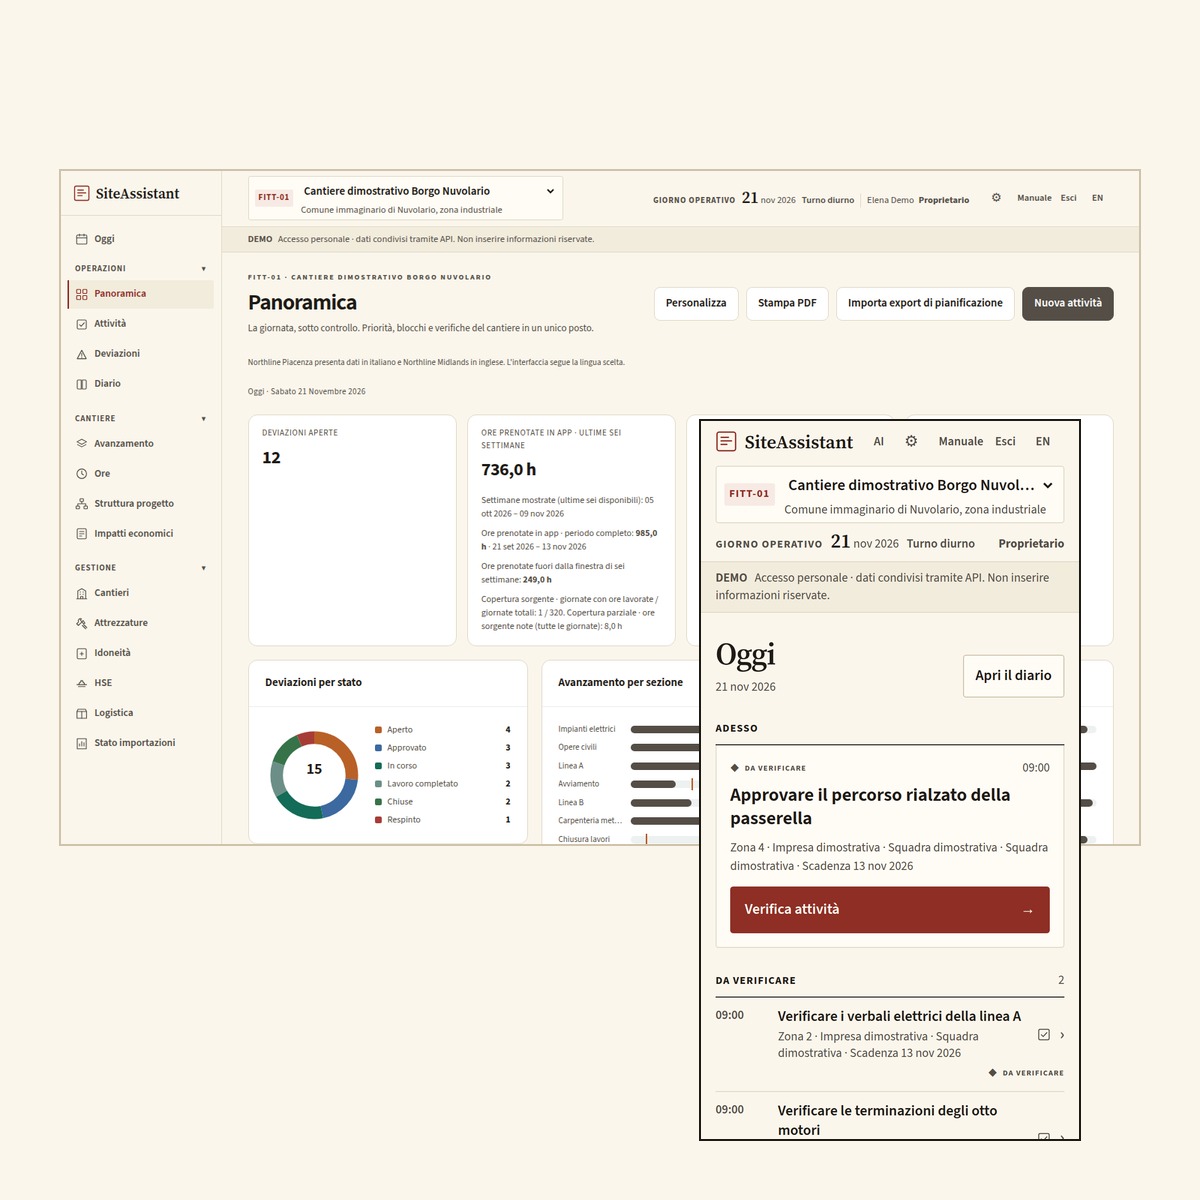 SiteAssistant
FITT-01
Cantiere dimostrativo Borgo Nuvolario
Comune immaginario di Nuvolario, zona industriale
GIORNO OPERATIVO 21 nov 2026 Turno diurno Elena Demo Proprietario
Manuale Esci EN
DEMO Accesso personale · dati condivisi tramite API. Non inserire informazioni riservate.
Oggi
OPERAZIONI
Panoramica
Attività
Deviazioni
Diario
CANTIERE
Avanzamento
Ore
Struttura progetto
Impatti economici
GESTIONE
Cantieri
Attrezzature
Idoneità
HSE
Logistica
Stato importazioni
FITT-01 · CANTIERE DIMOSTRATIVO BORGO NUVOLARIO
Panoramica
La giornata, sotto controllo. Priorità, blocchi e verifiche del cantiere in un unico posto.
Personalizza
Stampa PDF
Importa export di pianificazione
Nuova attività
Northline Piacenza presenta dati in italiano e Northline Midlands in inglese. L'interfaccia segue la lingua scelta.
Oggi · Sabato 21 Novembre 2026
DEVIAZIONI APERTE
12
ORE PRENOTATE IN APP · ULTIME SEI
SETTIMANE
736,0 h
Settimane mostrate (ultime sei disponibili): 05
ott 2026 – 09 nov 2026
Ore prenotate in app · periodo completo: 985,0
h · 21 set 2026 – 13 nov 2026
Ore prenotate fuori dalla finestra di sei
settimane: 249,0 h
Copertura sorgente · giornate con ore lavorate /
giornate totali: 1 / 320. Copertura parziale · ore
sorgente note (tutte le giornate): 8,0 h
Deviazioni per stato
15
Aperto 4
Approvato 3
In corso 3
Lavoro completato 2
Chiuse 2
Respinto 1
Avanzamento per sezione
Impianti elettrici
Opere civili
Linea A
Avviamento
Linea B
Carpenteria met…
Chiusura lavori
SiteAssistant
AI
Manuale Esci EN
FITT-01
Cantiere dimostrativo Borgo Nuvol…
Comune immaginario di Nuvolario, zona industriale
GIORNO OPERATIVO 21 nov 2026 Turno diurno Proprietario
DEMO Accesso personale · dati condivisi tramite API. Non inserire
informazioni riservate.
Oggi
21 nov 2026
Apri il diario
ADESSO
DA VERIFICARE 09:00
Approvare il percorso rialzato della
passerella
Zona 4 · Impresa dimostrativa · Squadra dimostrativa · Squadra
dimostrativa · Scadenza 13 nov 2026
Verifica attività →
DA VERIFICARE 2
09:00 Verificare i verbali elettrici della linea A
Zona 2 · Impresa dimostrativa · Squadra
dimostrativa · Scadenza 13 nov 2026
DA VERIFICARE
09:00 Verificare le terminazioni degli otto
motori